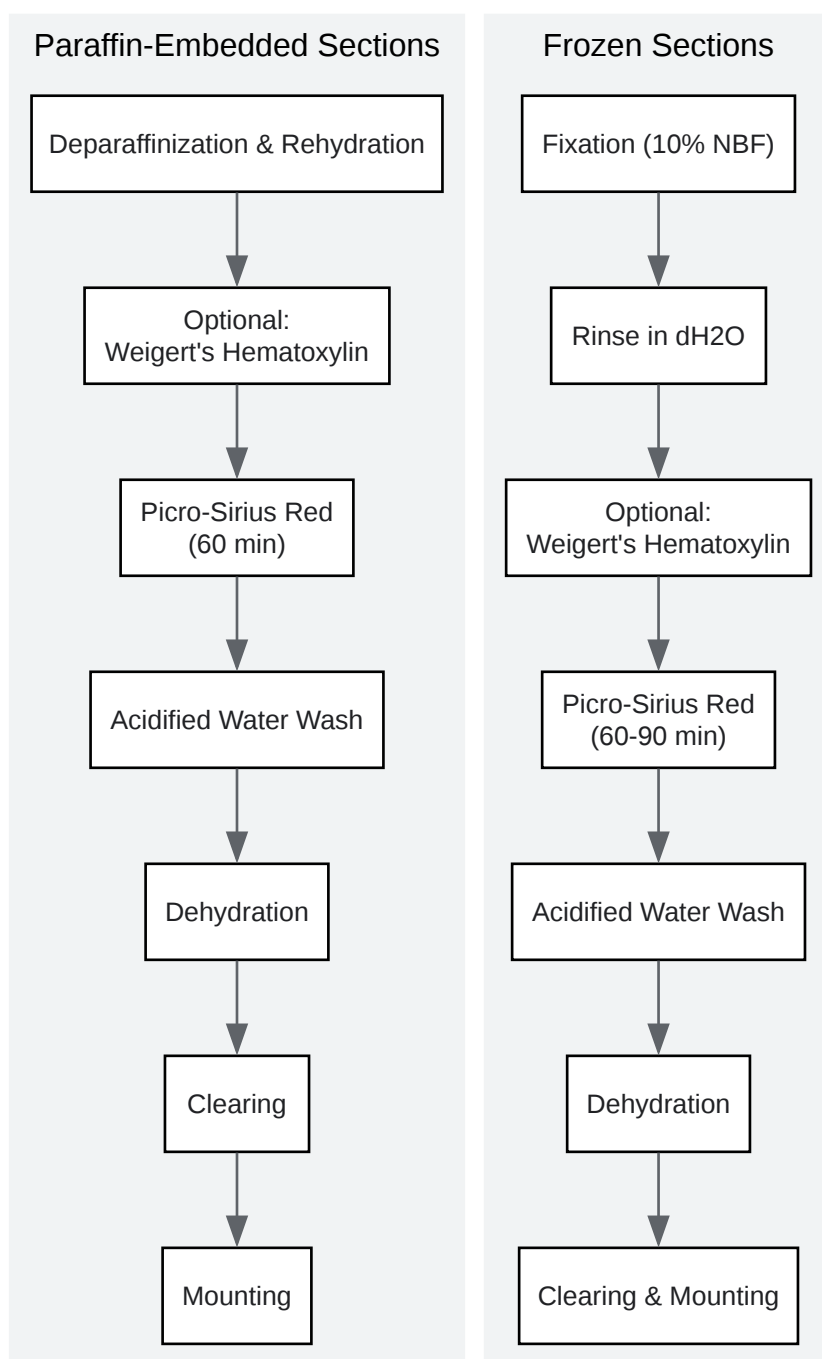 Paraffin-Embedded Sections
Deparaffinization & Rehydration
Optional:
Weigert's Hematoxylin
Picro-Sirius Red
(60 min)
Acidified Water Wash
Dehydration
Clearing
Mounting
Frozen Sections
Fixation (10% NBF)
Rinse in dH2O
Optional:
Weigert's Hematoxylin
Picro-Sirius Red
(60-90 min)
Acidified Water Wash
Dehydration
Clearing & Mounting